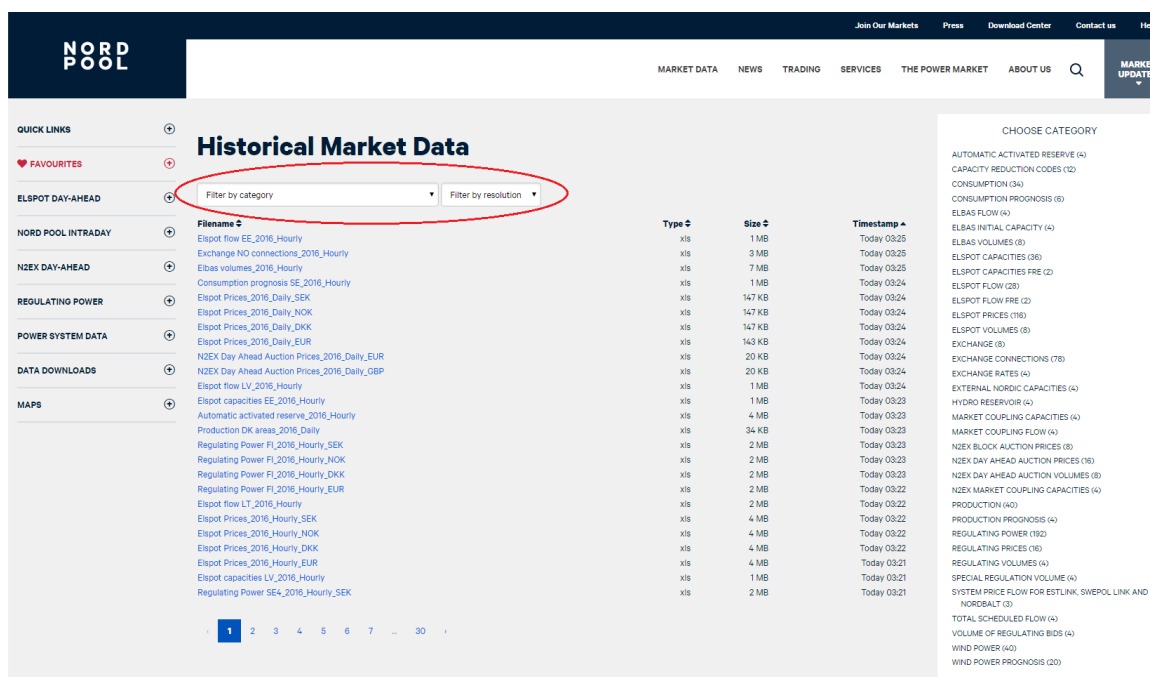 Join Our Markets Press Download Center Contact us
NORD
POOL
MARKET DATA NEWS TRADING SERVICES THE POWER MARKET ABOUT US
QUICK LINKS
FAVOURITES
ELSPOT DAY-AHEAD
NORD POOL INTRADAY
N2EX DAY-AHEAD
REGULATING POWER
POWER SYSTEM DATA
DATA DOWNLOADS
MAPS
Historical Market Data
Filter by category Filter by resolution
Filename Type Size Timestamp
Elspot flow EE_2016_Hourly xls 1 MB Today 03:25
Exchange NO connections_2016_Hourly xls 3 MB Today 03:25
Elbas volumes_2016_Hourly xls 7 MB Today 03:25
Consumption prognosis SE_2016_Hourly xls 1 MB Today 03:24
Elspot Prices_2016_Daily_SEK xls 147 KB Today 03:24
Elspot Prices_2016_Daily_NOK xls 147 KB Today 03:24
Elspot Prices_2016_Daily_DKK xls 147 KB Today 03:24
Elspot Prices_2016_Daily_EUR xls 143 KB Today 03:24
N2EX Day Ahead Auction Prices_2016_Daily_EUR xls 20 KB Today 03:24
N2EX Day Ahead Auction Prices_2016_Daily_GBP xls 20 KB Today 03:24
Elspot flow LV_2016_Hourly xls 1 MB Today 03:24
Elspot capacities EE_2016_Hourly xls 1 MB Today 03:23
Automatic activated reserve_2016_Hourly xls 4 MB Today 03:23
Production DK areas_2016_Daily xls 34 KB Today 03:23
Regulating Power FI_2016_Hourly_SEK xls 2 MB Today 03:23
Regulating Power FI_2016_Hourly_NOK xls 2 MB Today 03:23
Regulating Power FI_2016_Hourly_DKK xls 2 MB Today 03:23
Regulating Power FI_2016_Hourly_EUR xls 2 MB Today 03:22
Elspot flow LT_2016_Hourly xls 2 MB Today 03:22
Elspot Prices_2016_Hourly_SEK xls 4 MB Today 03:22
Elspot Prices_2016_Hourly_NOK xls 4 MB Today 03:22
Elspot Prices_2016_Hourly_DKK xls 4 MB Today 03:22
Elspot Prices_2016_Hourly_EUR xls 4 MB Today 03:21
Elspot capacities LV_2016_Hourly xls 1 MB Today 03:21
Regulating Power SE4_2016_Hourly_SEK xls 2 MB Today 03:21
‹ 1 2 3 4 5 6 7 ... 30 ›
CHOOSE CATEGORY
AUTOMATIC ACTIVATED RESERVE (4)
CAPACITY REDUCTION CODES (12)
CONSUMPTION (34)
CONSUMPTION PROGNOSIS (6)
ELBAS FLOW (4)
ELBAS INITIAL CAPACITY (4)
ELBAS VOLUMES (8)
ELSPOT CAPACITIES (36)
ELSPOT CAPACITIES FRE (2)
ELSPOT FLOW (28)
ELSPOT FLOW FRE (2)
ELSPOT PRICES (116)
ELSPOT VOLUMES (8)
EXCHANGE (8)
EXCHANGE CONNECTIONS (78)
EXCHANGE RATES (4)
EXTERNAL NORDIC CAPACITIES (4)
HYDRO RESERVOIR (4)
MARKET COUPLING CAPACITIES (4)
MARKET COUPLING FLOW (4)
N2EX BLOCK AUCTION PRICES (8)
N2EX DAY AHEAD AUCTION PRICES (16)
N2EX DAY AHEAD AUCTION VOLUMES (8)
N2EX MARKET COUPLING CAPACITIES (4)
PRODUCTION (40)
PRODUCTION PROGNOSIS (4)
REGULATING POWER (192)
REGULATING PRICES (16)
REGULATING VOLUMES (4)
SPECIAL REGULATION VOLUME (4)
SYSTEM PRICE FLOW FOR ESTLINK, SWEPOL LINK AND
NORDBALT (3)
TOTAL SCHEDULED FLOW (4)
VOLUME OF REGULATING BIDS (4)
WIND POWER (40)
WIND POWER PROGNOSIS (20)